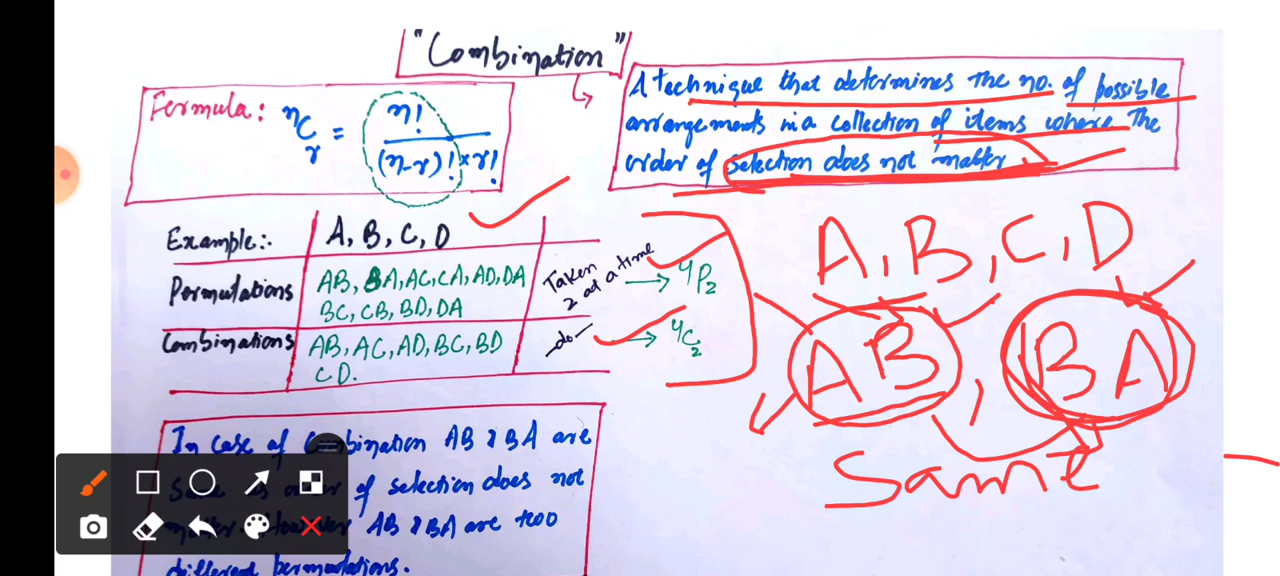 "Combination"
A technique that determines the no. of possible
arrangements in a collection of items where the
order of selection does not matter
Formula: nCr = n! / (n-r)! × r!
Example:- A, B, C, D
Permutations AB, BA, AC, CA, AD, DA
BC, CB, BD, DA
Taken
2 at a time → 4P2
Combinations AB, AC, AD, BC, BD
CD.
-do- → 4C2
A, B, C, D
AB, BA
Same
In case of Combination AB & BA are
of selection does not
AB & BA are two
different permutations.